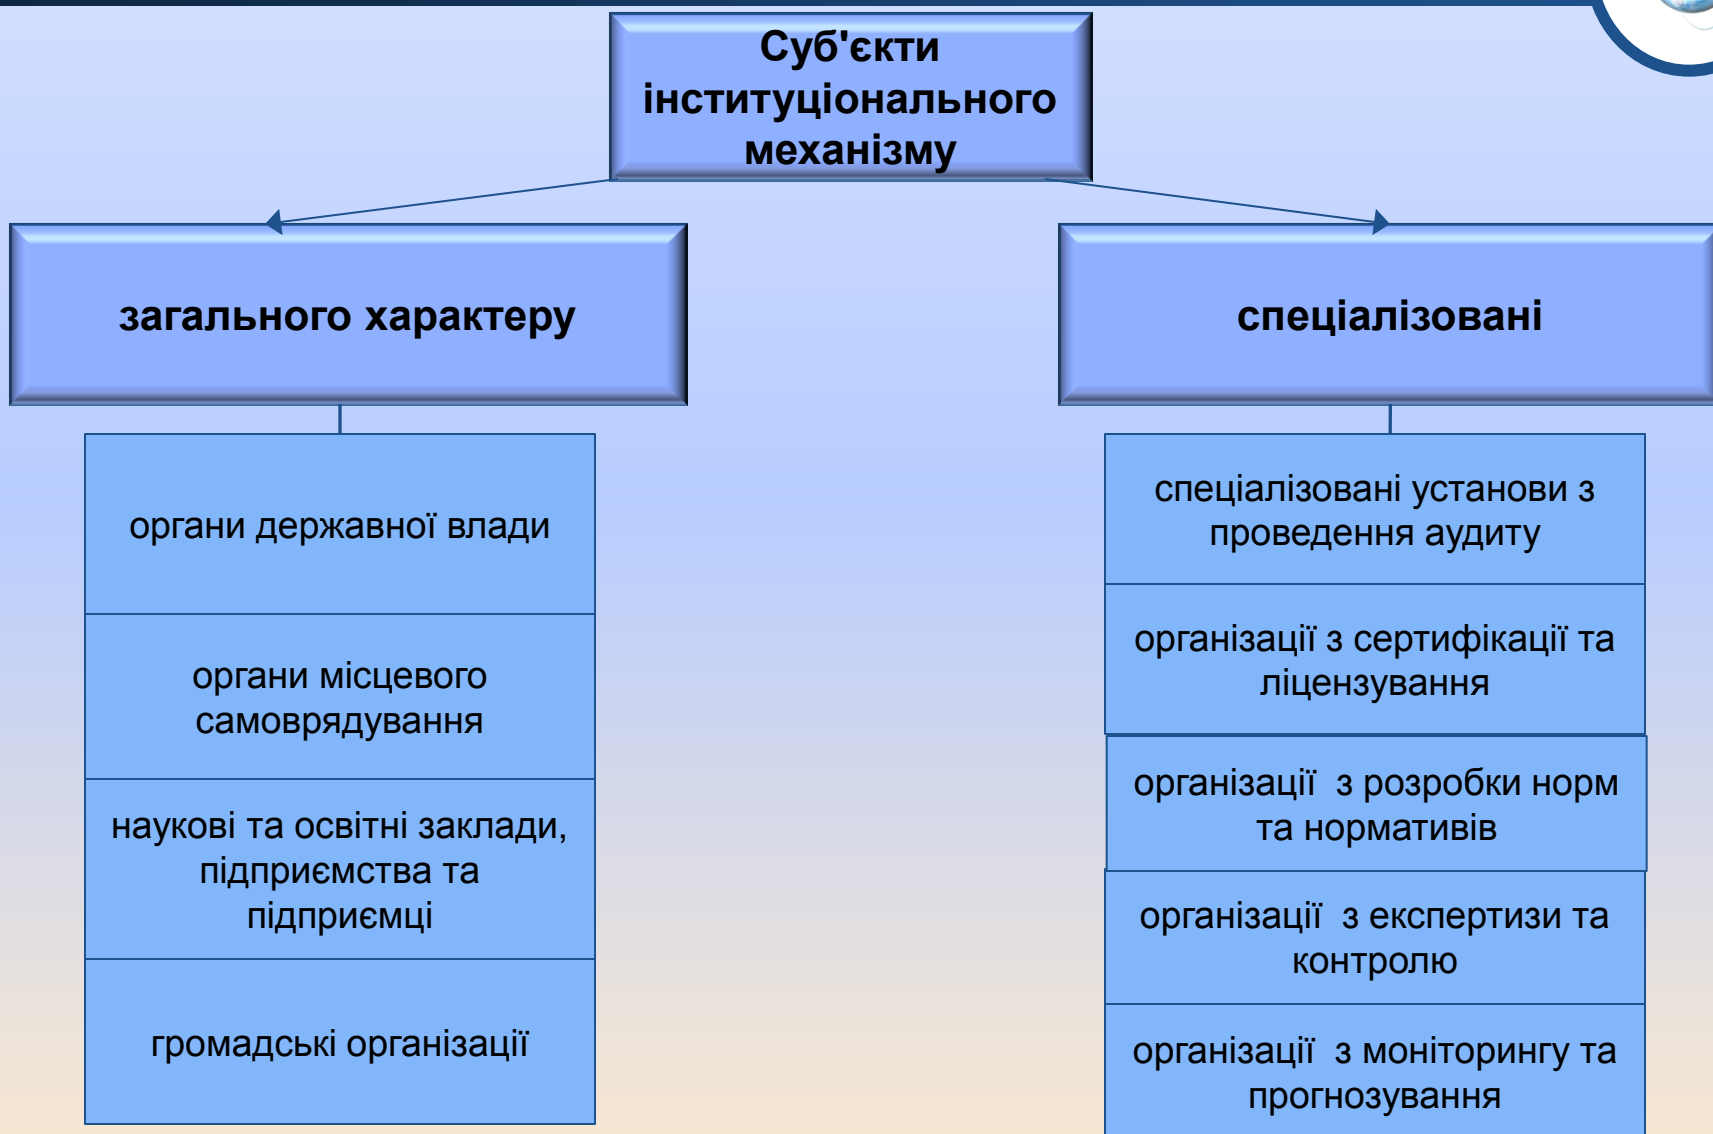 Суб'єкти
інституціонального
механізму
загального характеру
спеціалізовані
органи державної влади
органи місцевого
самоврядування
наукові та освітні заклади,
підприємства та
підприємці
громадські організації
спеціалізовані установи з
проведення аудиту
організації з сертифікації та
ліцензування
організації  з розробки норм
та нормативів
організації  з експертизи та
контролю
організації  з моніторингу та
прогнозування